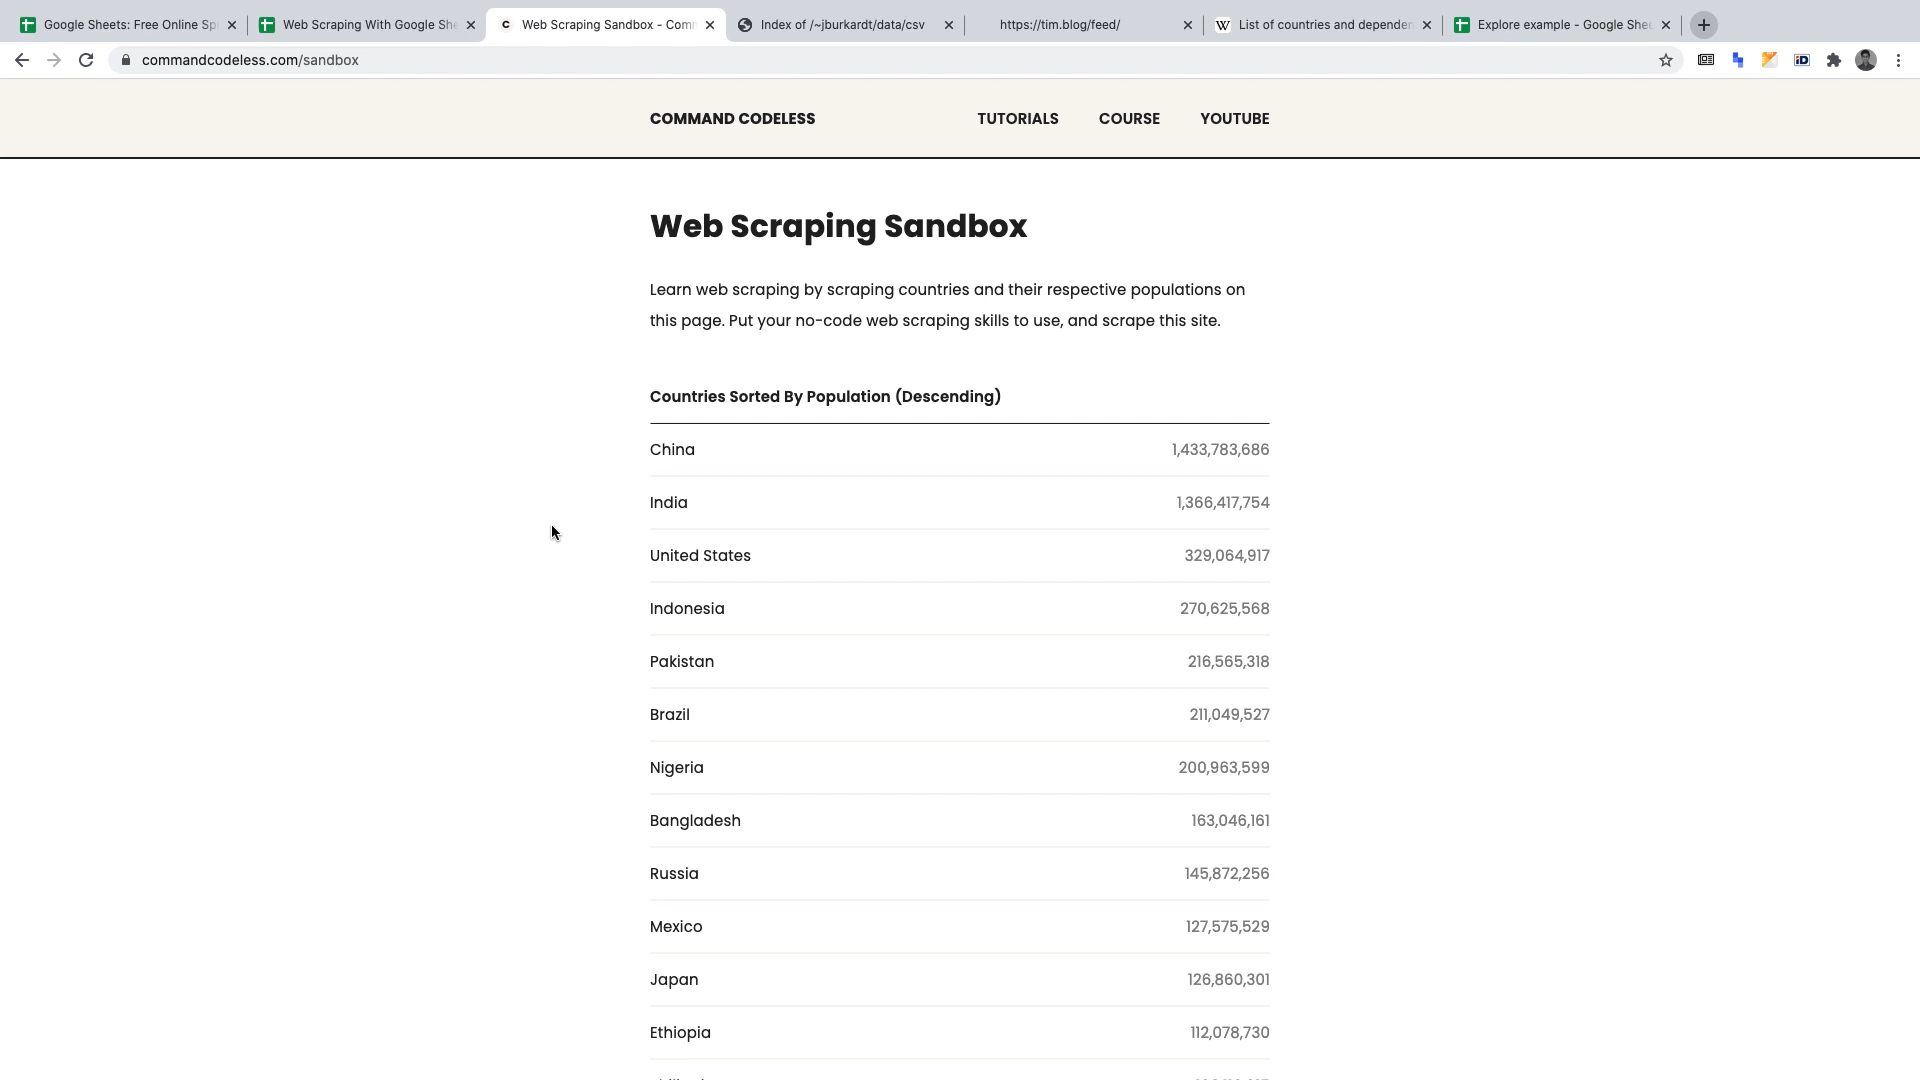 Google Sheets: Free Online Sp
Web Scraping With Google She
Web Scraping Sandbox - Com
Index of /~jburkardt/data/csv
https://tim.blog/feed/
List of countries and dependen
Explore example - Google Shee
commandcodeless.com/sandbox
COMMAND CODELESS
TUTORIALS
COURSE
YOUTUBE
Web Scraping Sandbox
Learn web scraping by scraping countries and their respective populations on
this page. Put your no-code web scraping skills to use, and scrape this site.
Countries Sorted By Population (Descending)
China 1,433,783,686
India 1,366,417,754
United States 329,064,917
Indonesia 270,625,568
Pakistan 216,565,318
Brazil 211,049,527
Nigeria 200,963,599
Bangladesh 163,046,161
Russia 145,872,256
Mexico 127,575,529
Japan 126,860,301
Ethiopia 112,078,730